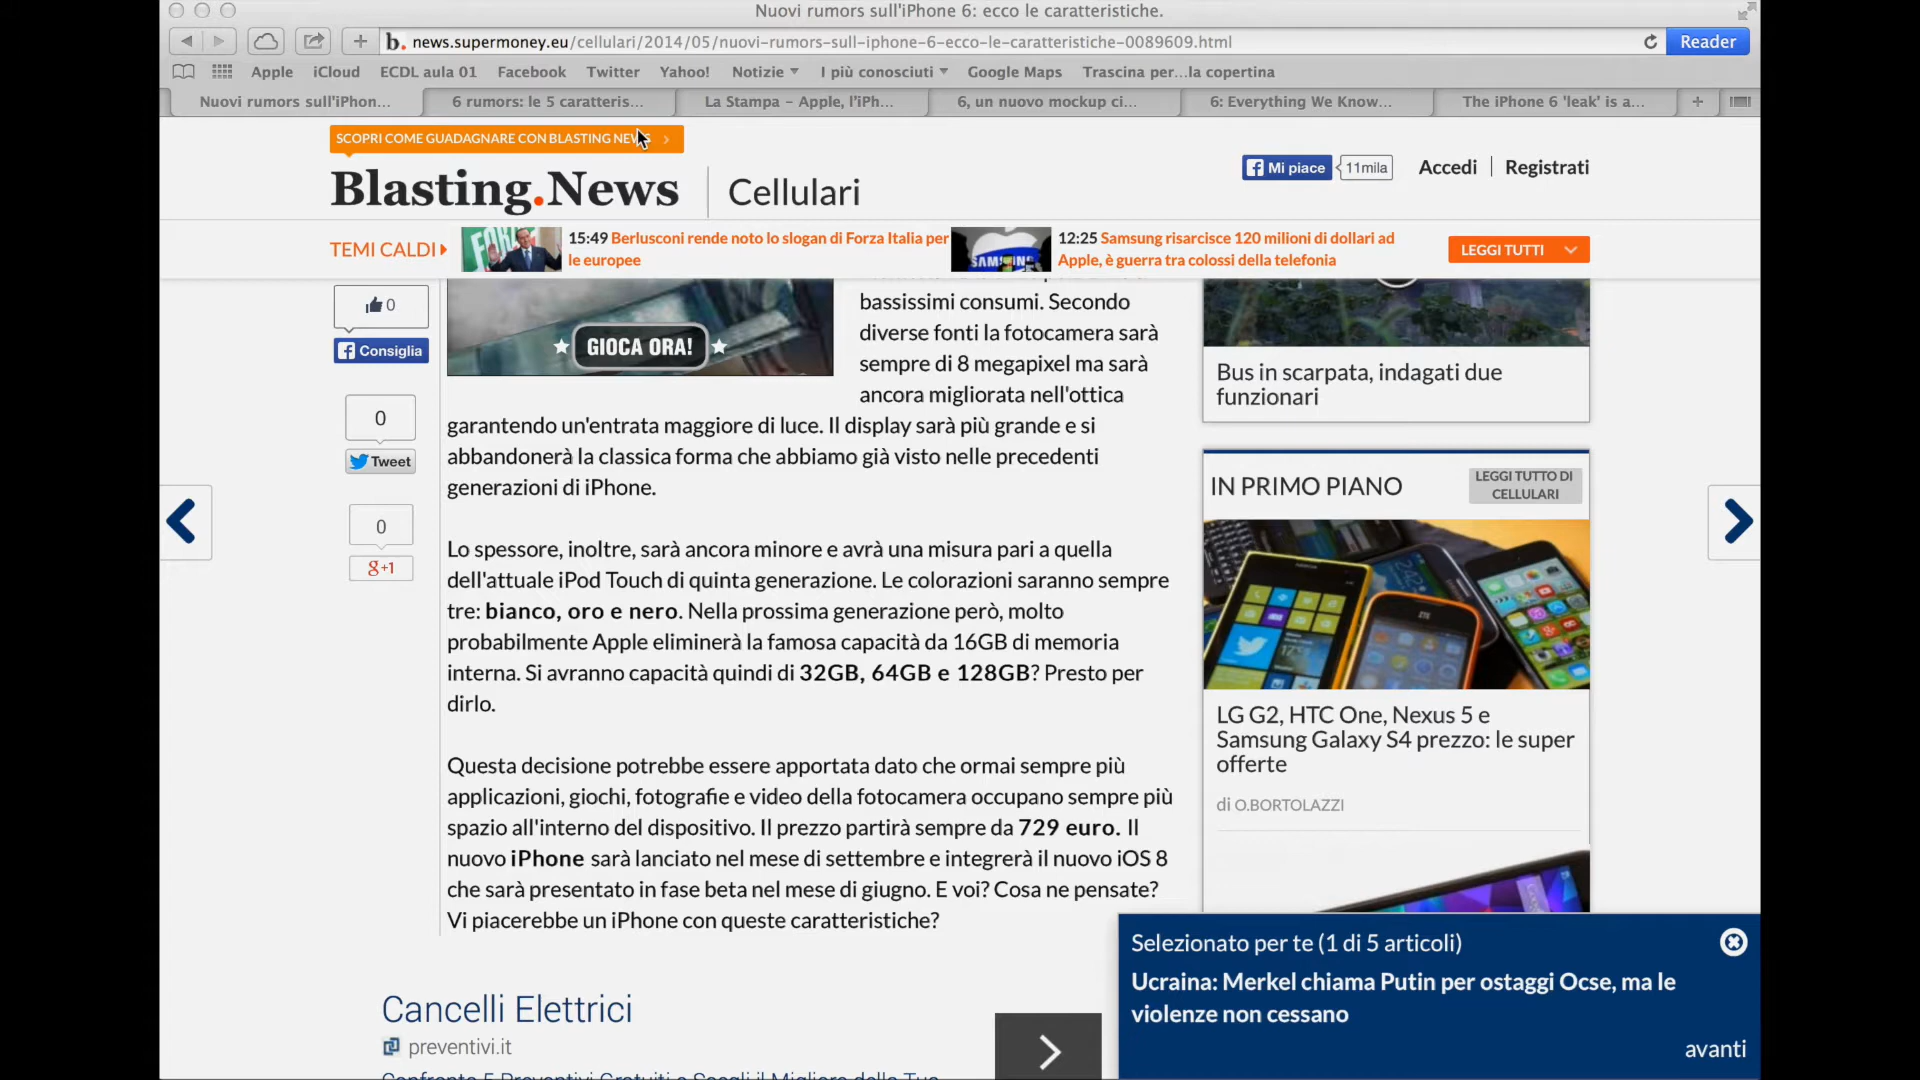 Nuovi rumors sull'iPhone 6: ecco le caratteristiche.
news.supermoney.eu/cellulari/2014/05/nuovi-rumors-sull-iphone-6-ecco-le-caratteristiche-0089609.html
Reader
Apple iCloud ECDL aula 01 Facebook Twitter Yahoo! Notizie I più conosciuti Google Maps Trascina per...la copertina
Nuovi rumors sull'iPhon... 6 rumors: le 5 caratteris... La Stampa - Apple, l'iPh... 6, un nuovo mockup ci... 6: Everything We Know... The iPhone 6 'leak' is a...
SCOPRI COME GUADAGNARE CON BLASTING NEWS
Blasting.News Cellulari
Mi piace 11mila Accedi Registrati
TEMI CALDI
15:49 Berlusconi rende noto lo slogan di Forza Italia per
le europee
12:25 Samsung risarcisce 120 milioni di dollari ad
Apple, è guerra tra colossi della telefonia
LEGGI TUTTI
SAMSUNG
0
Consiglia
0
Tweet
0
g+1
GIOCA ORA!
bassissimi consumi. Secondo
diverse fonti la fotocamera sarà
sempre di 8 megapixel ma sarà
ancora migliorata nell'ottica
garantendo un'entrata maggiore di luce. Il display sarà più grande e si
abbandonerà la classica forma che abbiamo già visto nelle precedenti
generazioni di iPhone.
Lo spessore, inoltre, sarà ancora minore e avrà una misura pari a quella
dell'attuale iPod Touch di quinta generazione. Le colorazioni saranno sempre
tre: bianco, oro e nero. Nella prossima generazione però, molto
probabilmente Apple eliminerà la famosa capacità da 16GB di memoria
interna. Si avranno capacità quindi di 32GB, 64GB e 128GB? Presto per
dirlo.
Questa decisione potrebbe essere apportata dato che ormai sempre più
applicazioni, giochi, fotografie e video della fotocamera occupano sempre più
spazio all'interno del dispositivo. Il prezzo partirà sempre da 729 euro. Il
nuovo iPhone sarà lanciato nel mese di settembre e integrerà il nuovo iOS 8
che sarà presentato in fase beta nel mese di giugno. E voi? Cosa ne pensate?
Vi piacerebbe un iPhone con queste caratteristiche?
Bus in scarpata, indagati due
funzionari
IN PRIMO PIANO
LEGGI TUTTO DI
CELLULARI
LG G2, HTC One, Nexus 5 e
Samsung Galaxy S4 prezzo: le super
offerte
di O.BORTOLAZZI
Cancelli Elettrici
preventivi.it
Confronta 5 Preventivi Gratuiti e Scegli il Migliore della Tua
Selezionato per te (1 di 5 articoli)
Ucraina: Merkel chiama Putin per ostaggi Ocse, ma le
violenze non cessano
avanti